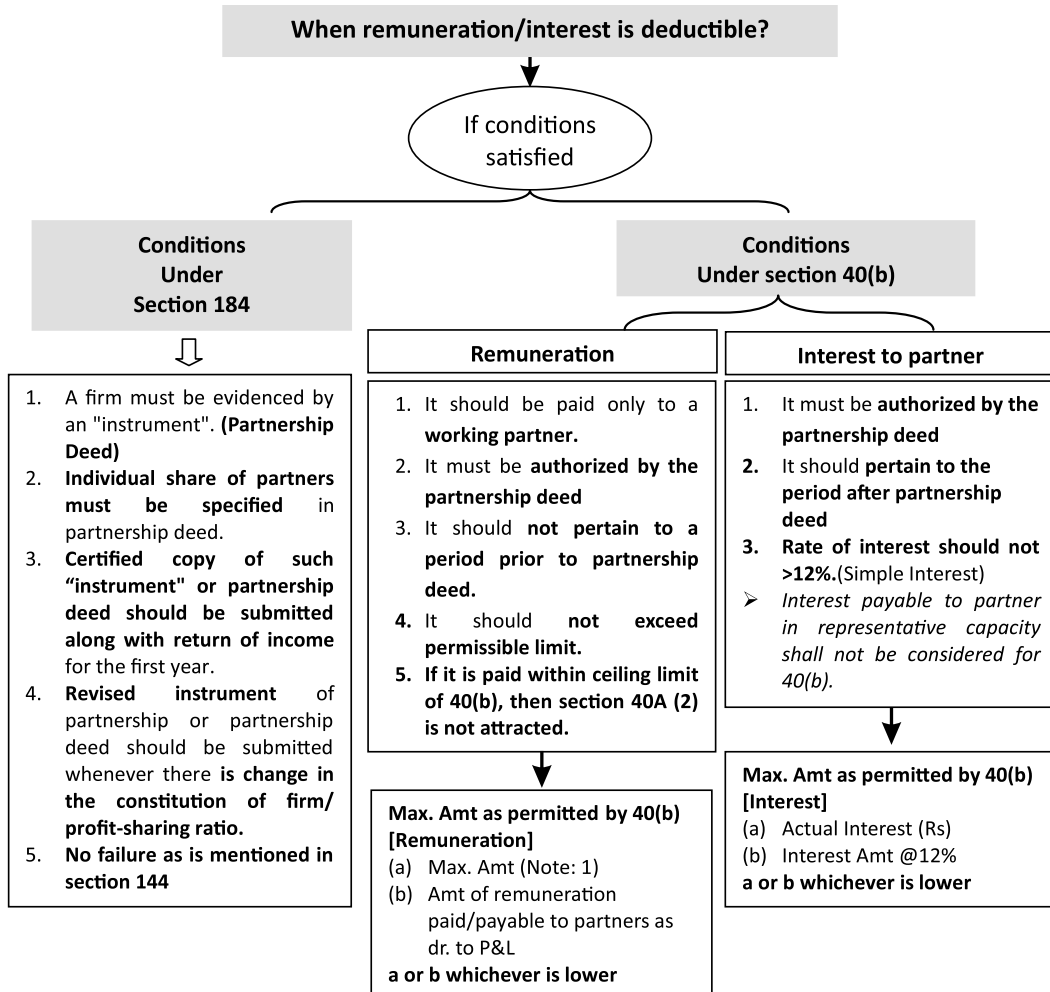 When remuneration/interest is deductible?
If conditions
satisfied
Conditions
Under
Section 184
1. A firm must be evidenced by
an "instrument". (Partnership
Deed)
2. Individual share of partners
must be specified in
partnership deed.
3. Certified copy of such
“instrument" or partnership
deed should be submitted
along with return of income
for the first year.
4. Revised instrument of
partnership or partnership
deed should be submitted
whenever there is change in
the constitution of firm/
profit-sharing ratio.
5. No failure as is mentioned in
section 144
Conditions
Under section 40(b)
Remuneration
1. It should be paid only to a
working partner.
2. It must be authorized by the
partnership deed
3. It should not pertain to a
period prior to partnership
deed.
4. It should not exceed
permissible limit.
5. If it is paid within ceiling limit
of 40(b), then section 40A (2)
is not attracted.
Max. Amt as permitted by 40(b)
[Remuneration]
(a) Max. Amt (Note: 1)
(b) Amt of remuneration
paid/payable to partners as
dr. to P&L
a or b whichever is lower
Interest to partner
1. It must be authorized by the
partnership deed
2. It should pertain to the
period after partnership
deed
3. Rate of interest should not
>12%.(Simple Interest)
➢ Interest payable to partner
in representative capacity
shall not be considered for
40(b).
Max. Amt as permitted by 40(b)
[Interest]
(a) Actual Interest (Rs)
(b) Interest Amt @12%
a or b whichever is lower